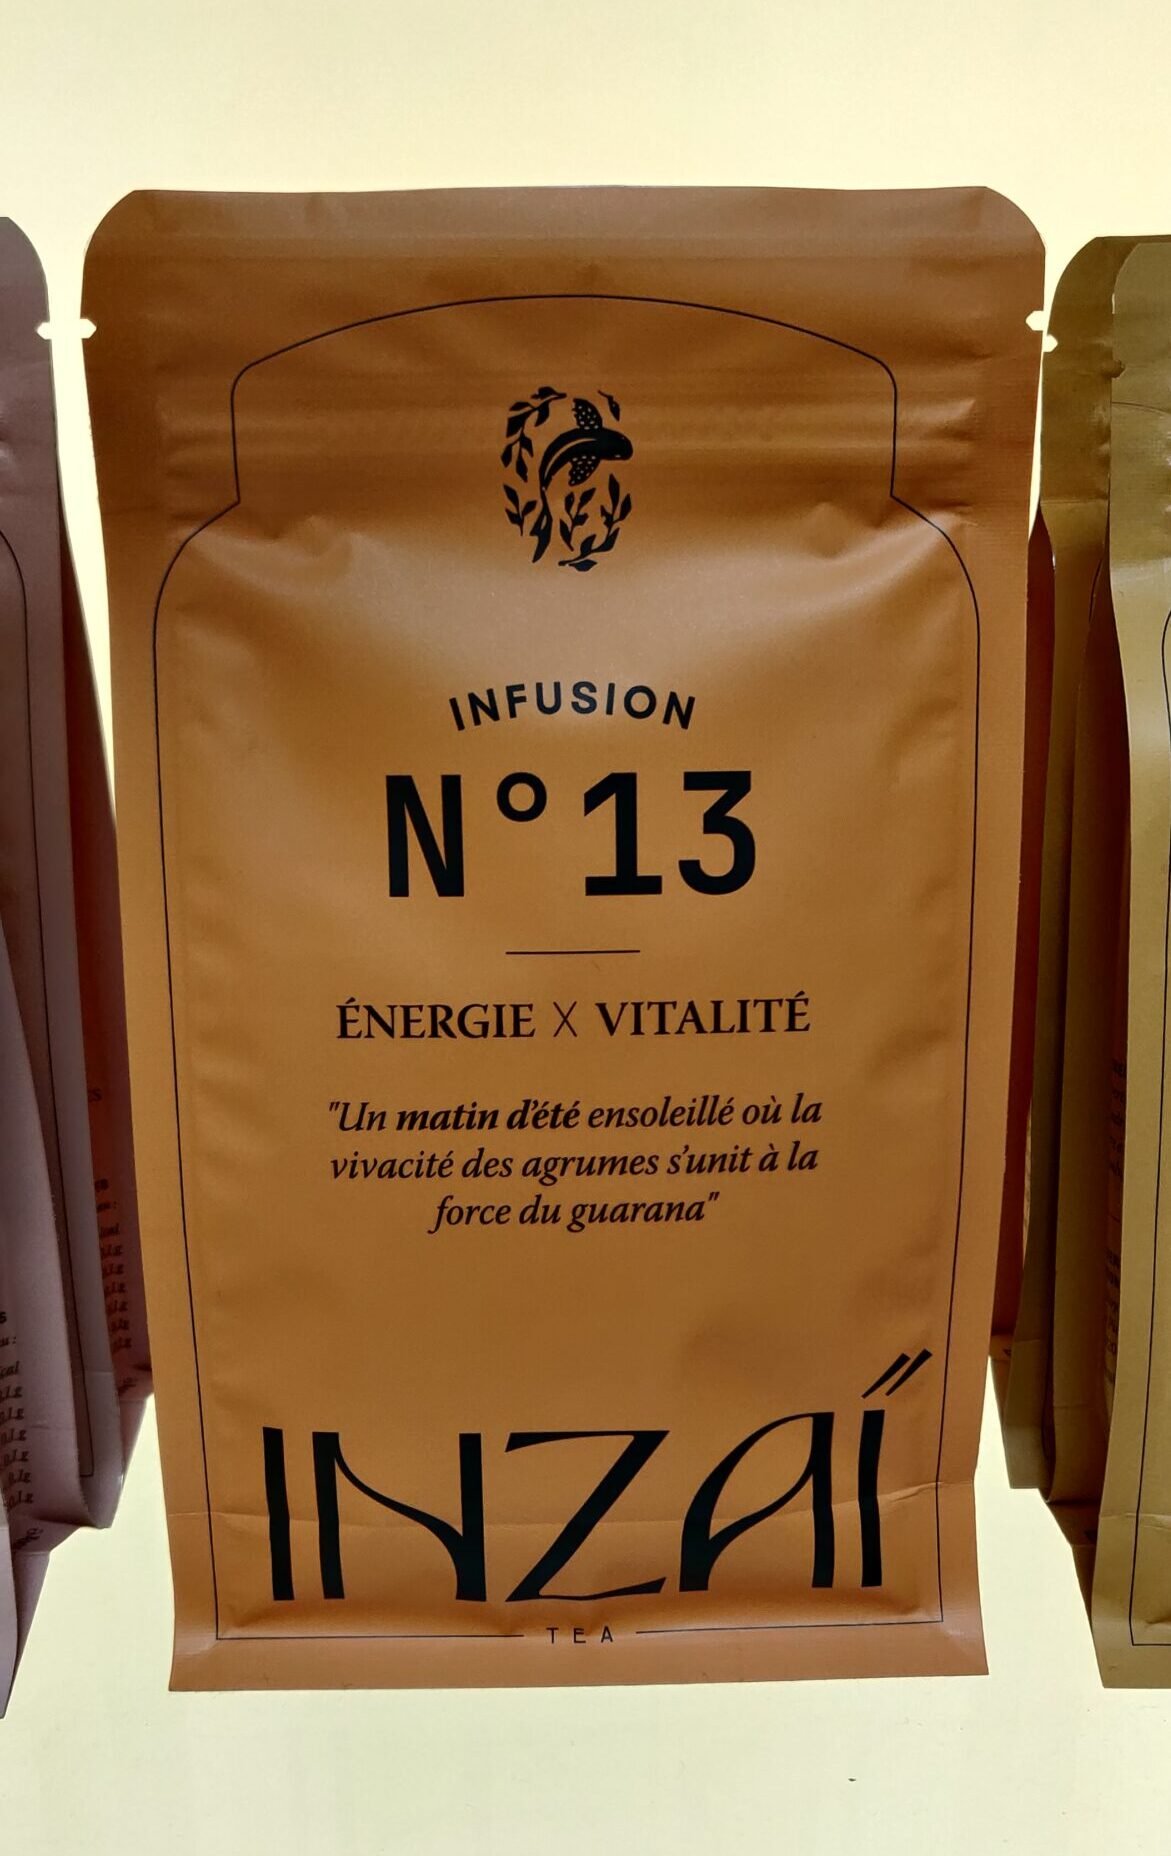 INFUSION
N°13
ÉNERGIE X VITALITÉ
"Un matin d'été ensoleillé où la
vivacité des agrumes s'unit à la
force du guarana"
INZAÏ
TEA